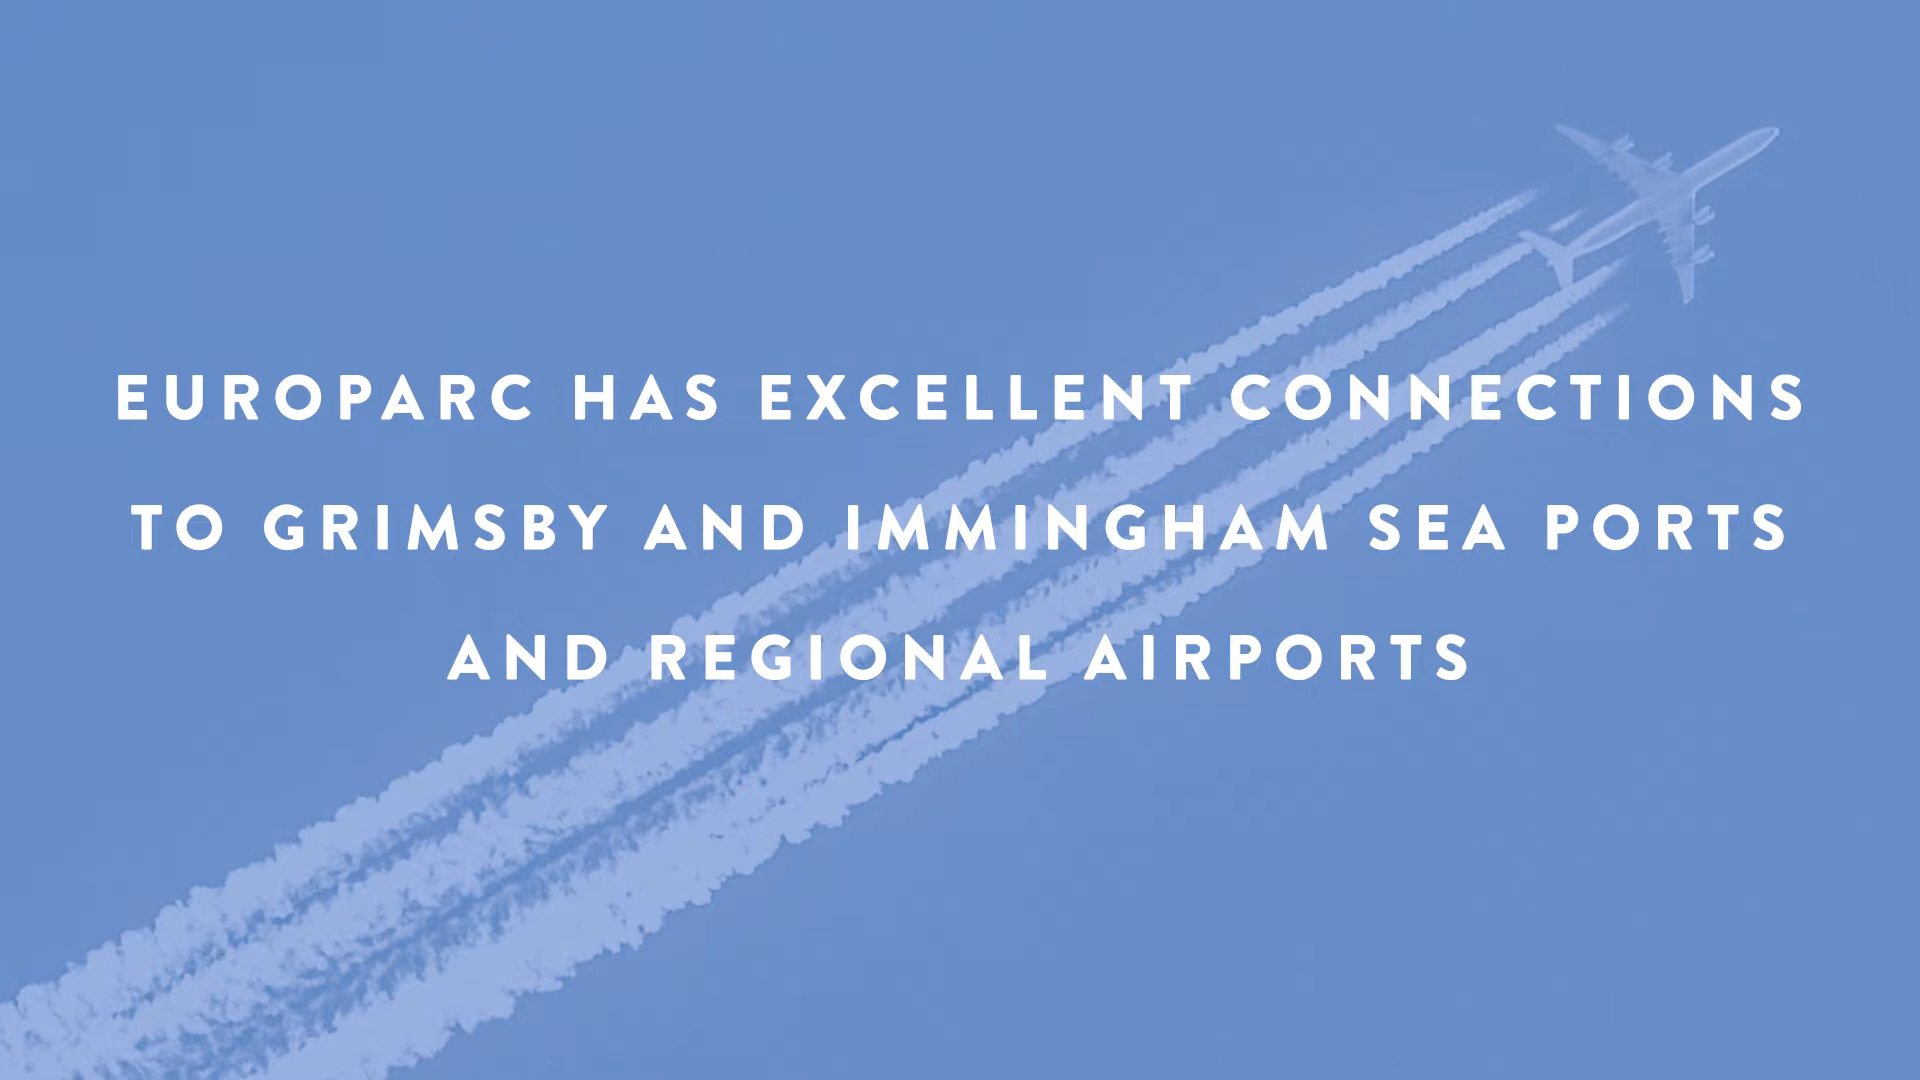 EUROPARC HAS EXCELLENT CONNECTIONS
TO GRIMSBY AND IMMINGHAM SEA PORTS
AND REGIONAL AIRPORTS